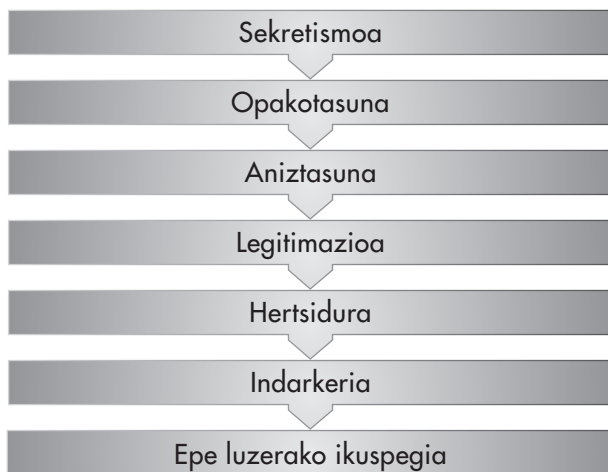 Sekretismoa
Opakotasuna
Aniztasuna
Legitimazioa
Hertsidura
Indarkeria
Epe luzerako ikuspegia